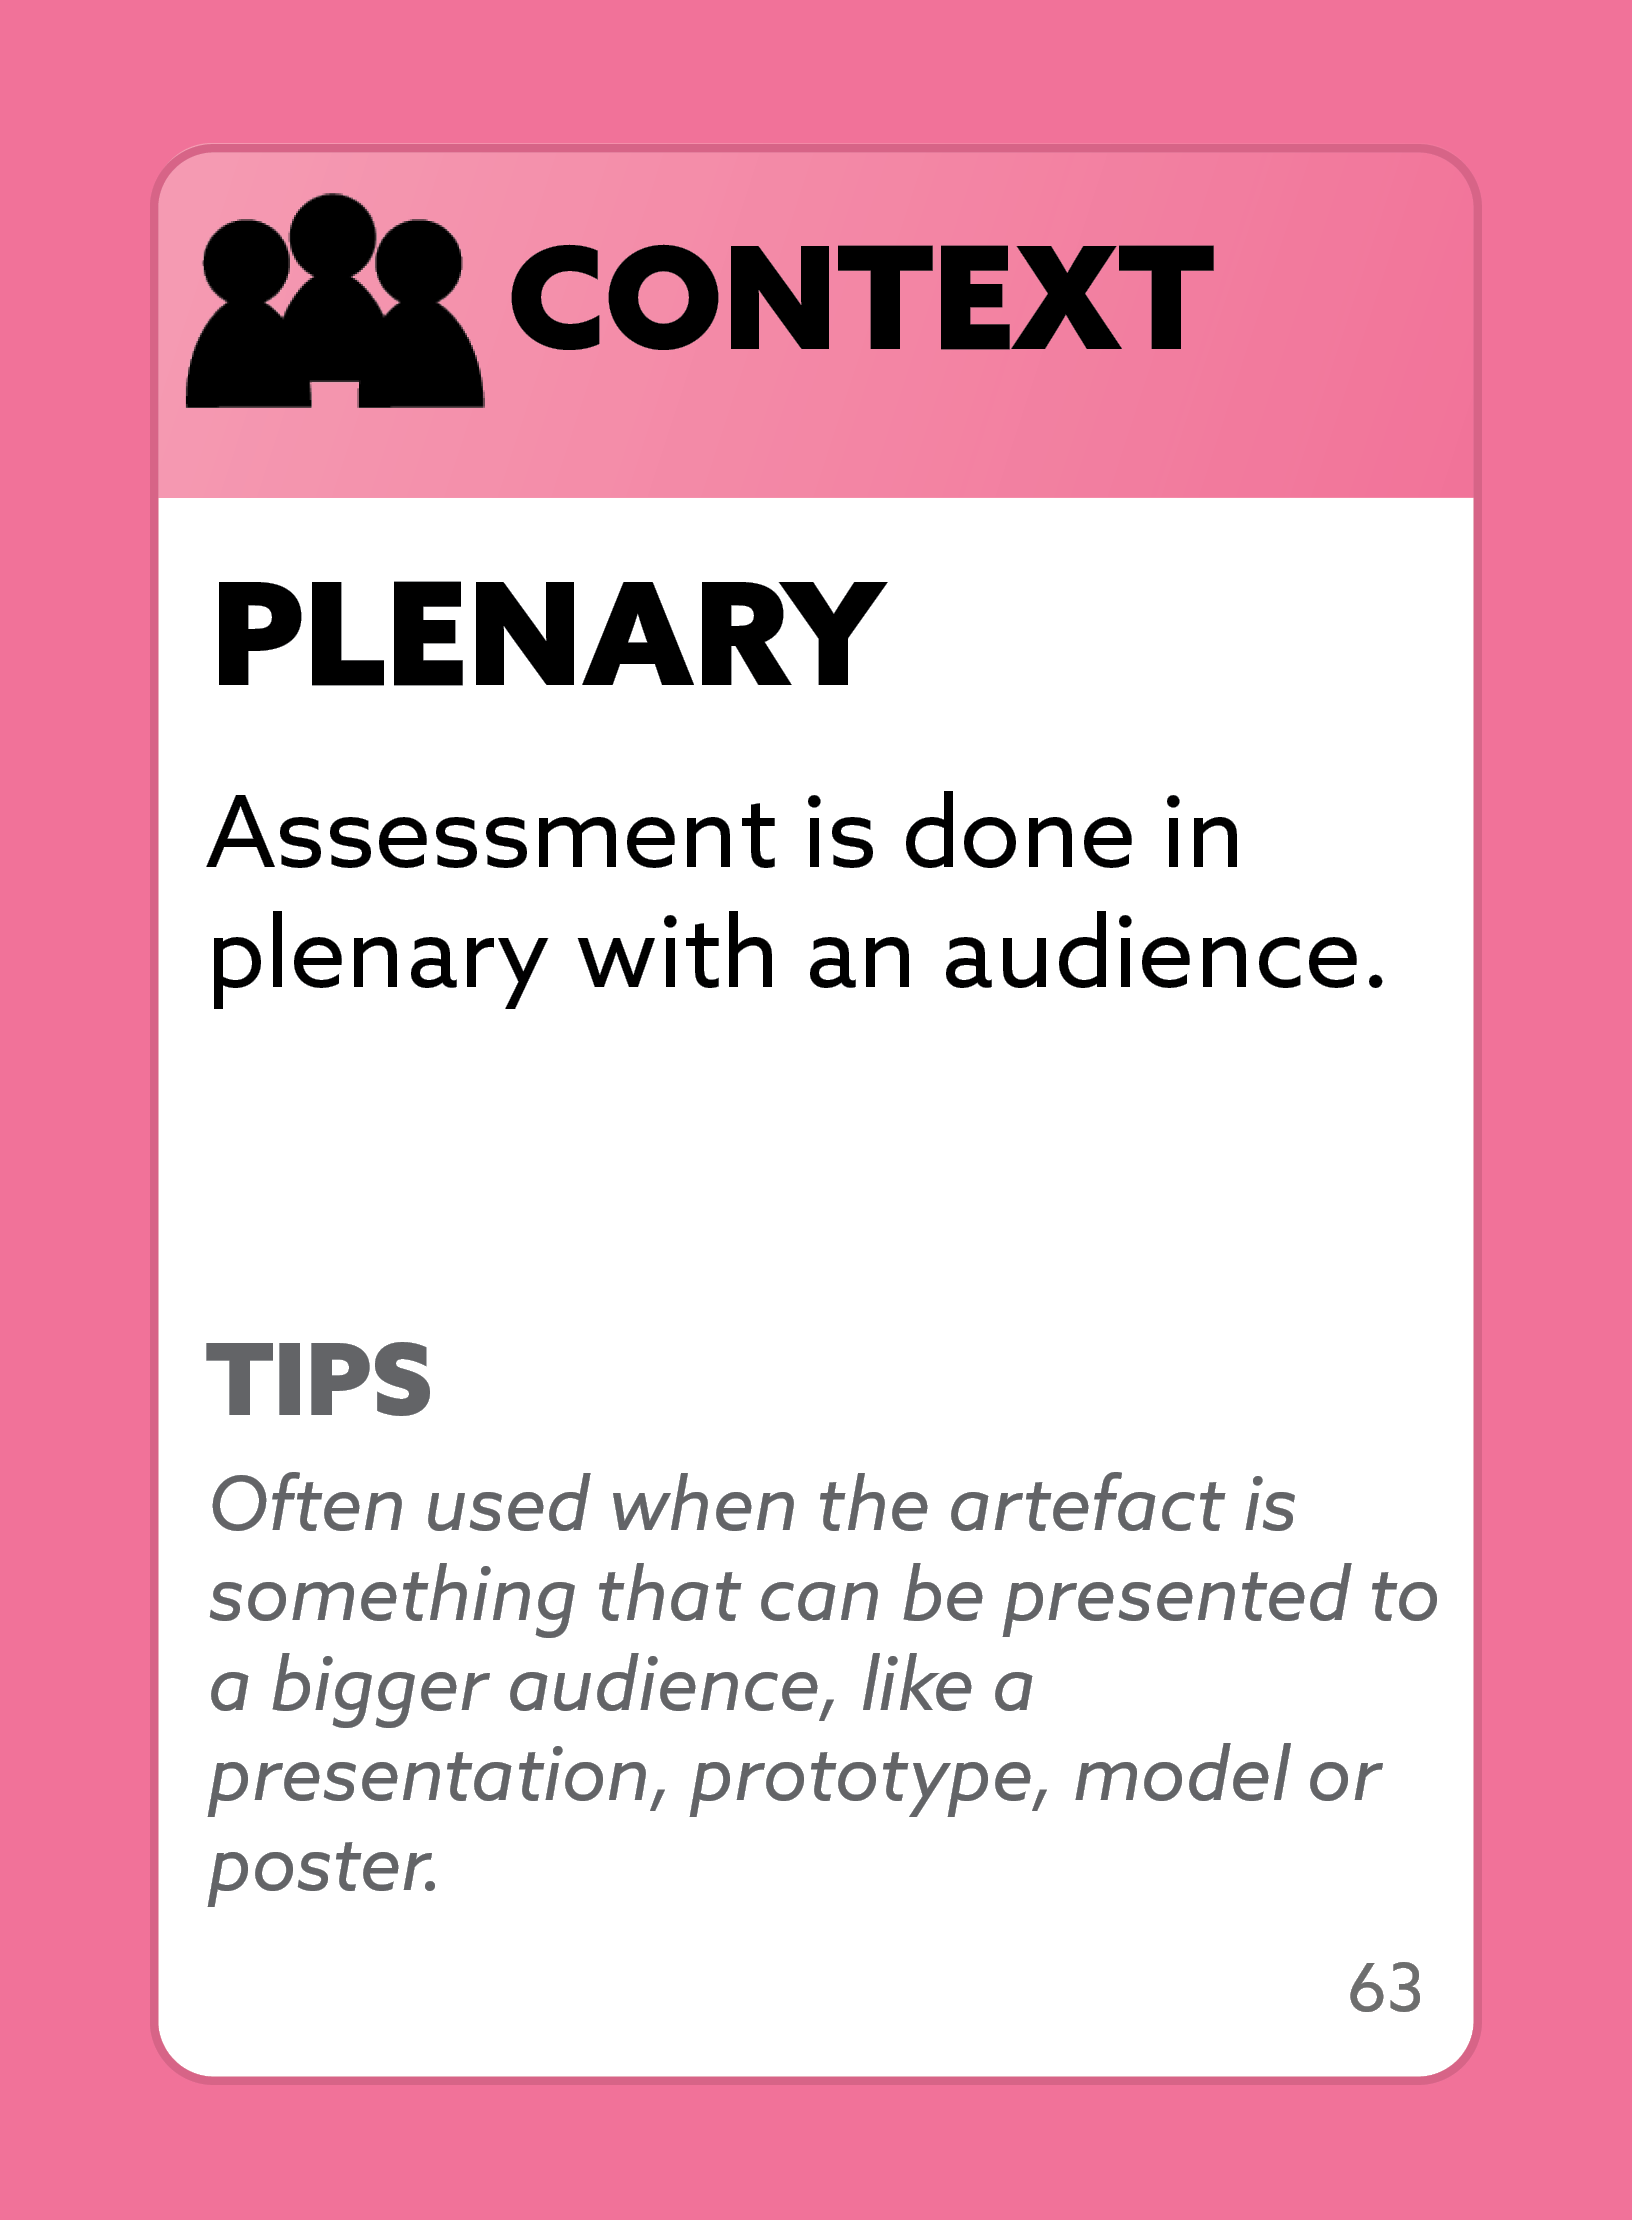 CONTEXT
PLENARY
Assessment is done in
plenary with an audience.
TIPS
Often used when the artefact is
something that can be presented to
a bigger audience, like a
presentation, prototype, model or
poster.
63